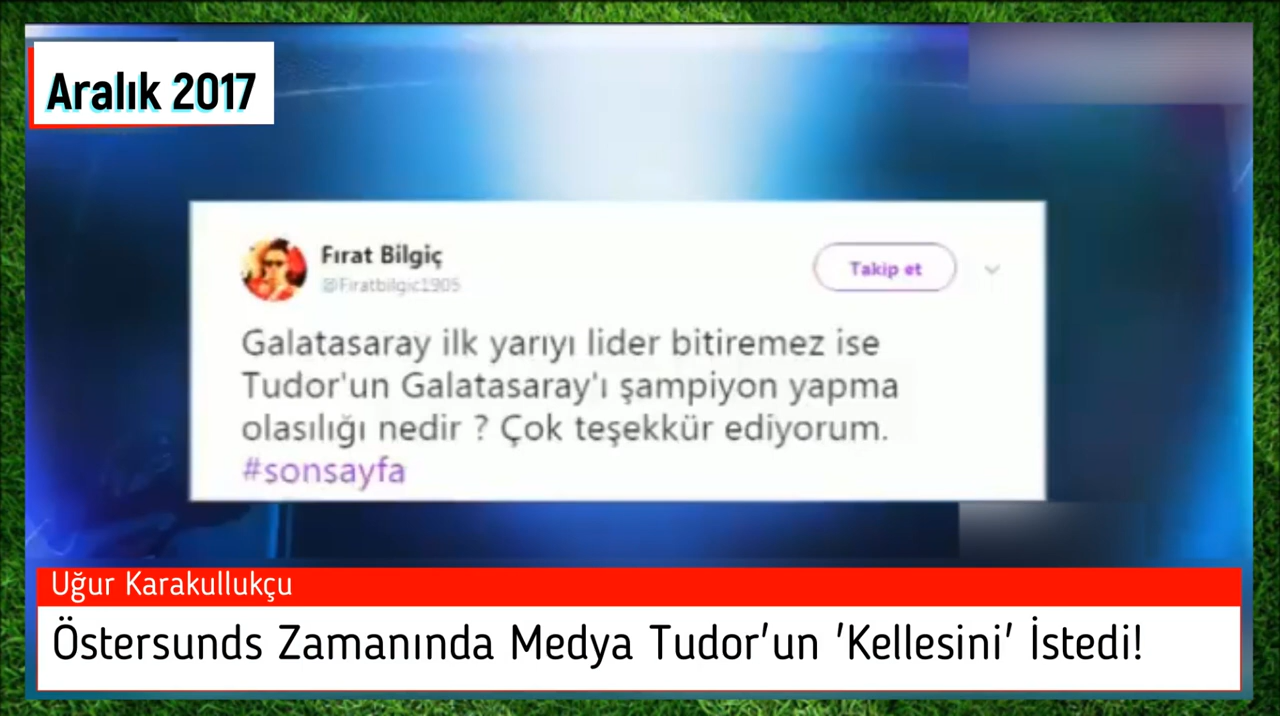 Aralık 2017
Fırat Bilgiç
@Firatbilgic1905
Takip et
Galatasaray ilk yarıyı lider bitiremez ise
Tudor'un Galatasaray'ı şampiyon yapma
olasılığı nedir ? Çok teşekkür ediyorum.
#sonsayfa
Uğur Karakullukçu
Östersunds Zamanında Medya Tudor'un 'Kellesini' İstedi!